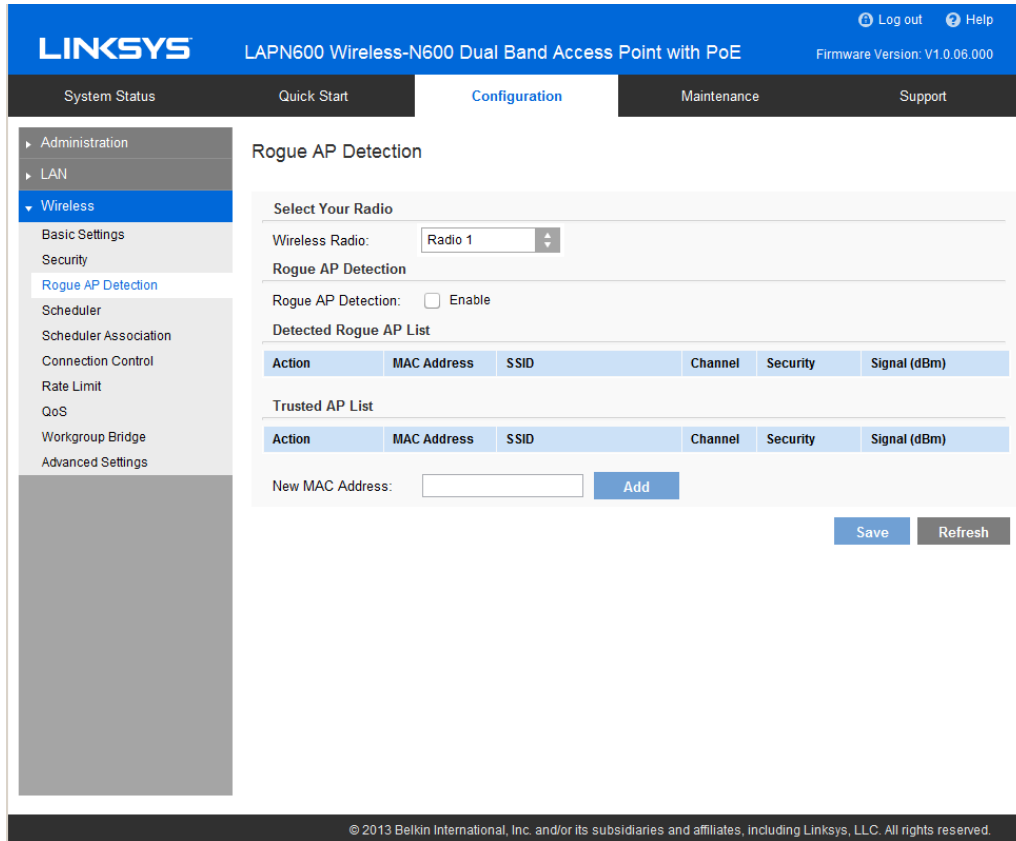 Log out Help
LINKSYS LAPN600 Wireless-N600 Dual Band Access Point with PoE Firmware Version: V1.0.06.000
System Status Quick Start Configuration Maintenance Support
Administration
LAN
Wireless
Basic Settings
Security
Rogue AP Detection
Scheduler
Scheduler Association
Connection Control
Rate Limit
QoS
Workgroup Bridge
Advanced Settings
Rogue AP Detection
Select Your Radio
Wireless Radio: Radio 1
Rogue AP Detection
Rogue AP Detection: Enable
Detected Rogue AP List
Action MAC Address SSID Channel Security Signal (dBm)
Trusted AP List
Action MAC Address SSID Channel Security Signal (dBm)
New MAC Address: Add
Save Refresh
© 2013 Belkin International, Inc. and/or its subsidiaries and affiliates, including Linksys, LLC. All rights reserved.